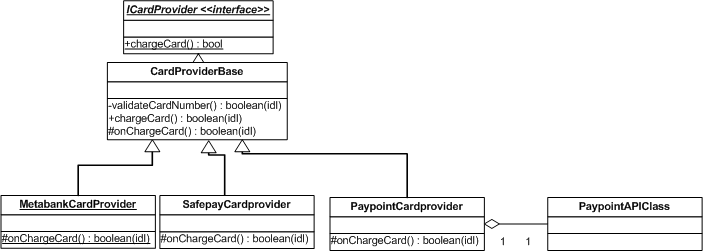 ICardProvider <<interface>>
+chargeCard() : bool
CardProviderBase
-validateCardNumber() : boolean(idl)
+chargeCard() : boolean(idl)
#onChargeCard() : boolean(idl)
MetabankCardProvider
#onChargeCard() : boolean(idl)
SafepayCardprovider
#onChargeCard() : boolean(idl)
PaypointCardprovider
#onChargeCard() : boolean(idl)
1 1
PaypointAPIClass